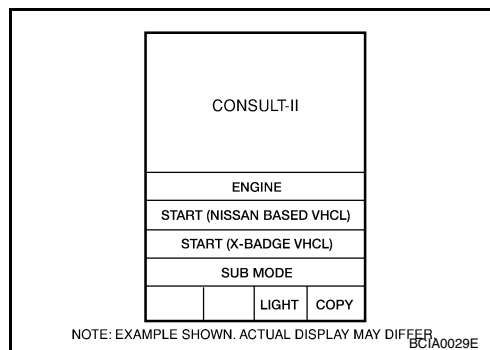 CONSULT-II
ENGINE
START (NISSAN BASED VHCL)
START (X-BADGE VHCL)
SUB MODE
LIGHT COPY
NOTE: EXAMPLE SHOWN. ACTUAL DISPLAY MAY DIFFER.
BCIA0029E